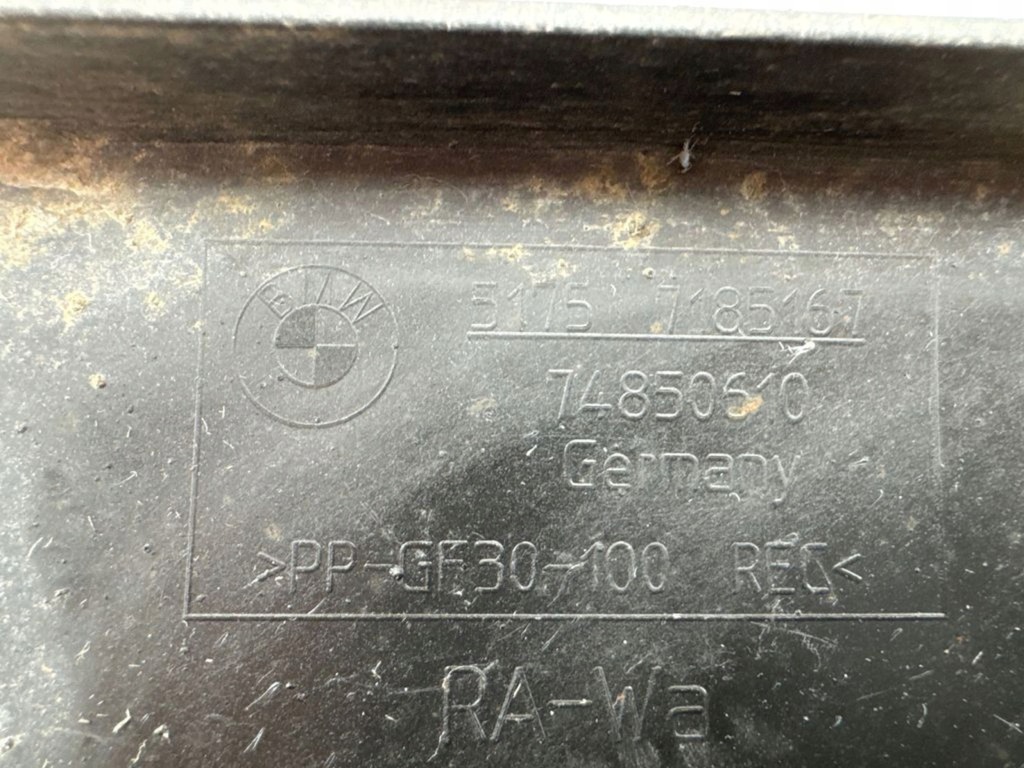 BMW
5175 7185167
74850610
Germany
>PP-GF30-100 REC<
RA-Wa